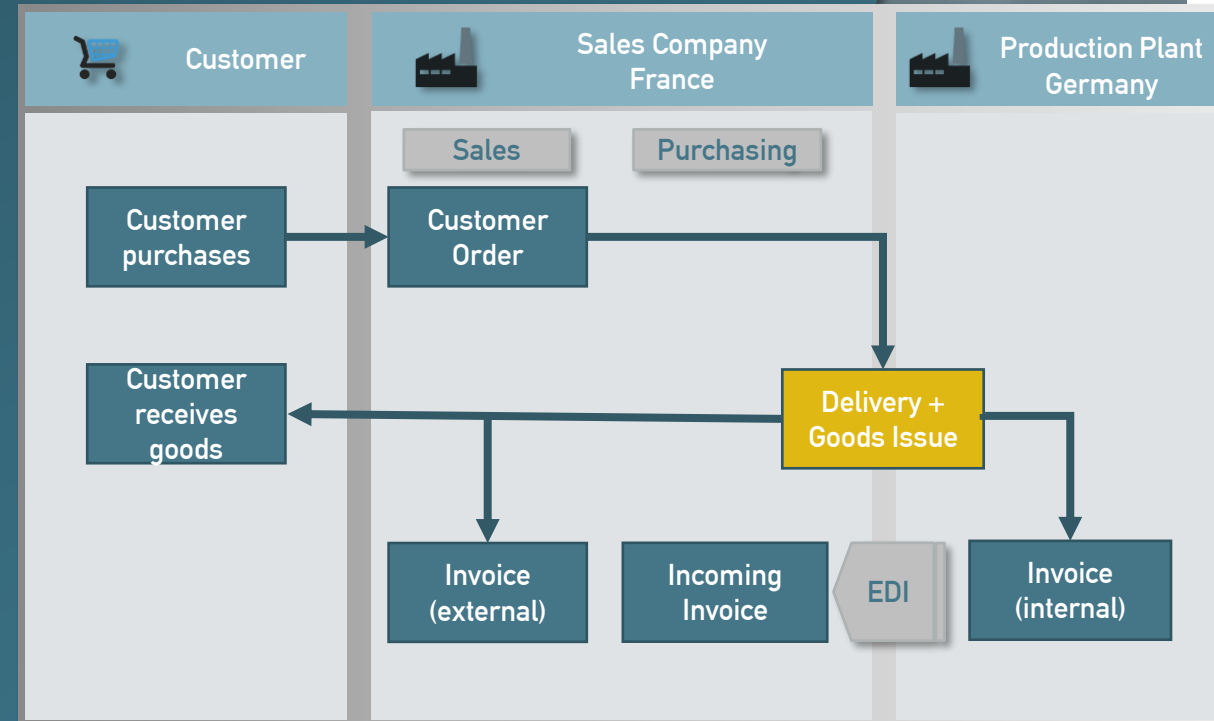 Customer
Sales Company
France
Production Plant
Germany
Sales
Purchasing
Customer
purchases
Customer
Order
Customer
receives
goods
Delivery +
Goods Issue
Invoice
(external)
Incoming
Invoice
EDI
Invoice
(internal)